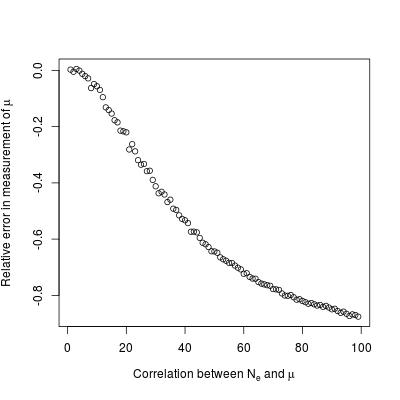 Relative error in measurement of μ
0.0
-0.2
-0.4
-0.6
-0.8
0 20 40 60 80 100
Correlation between Ne and μ